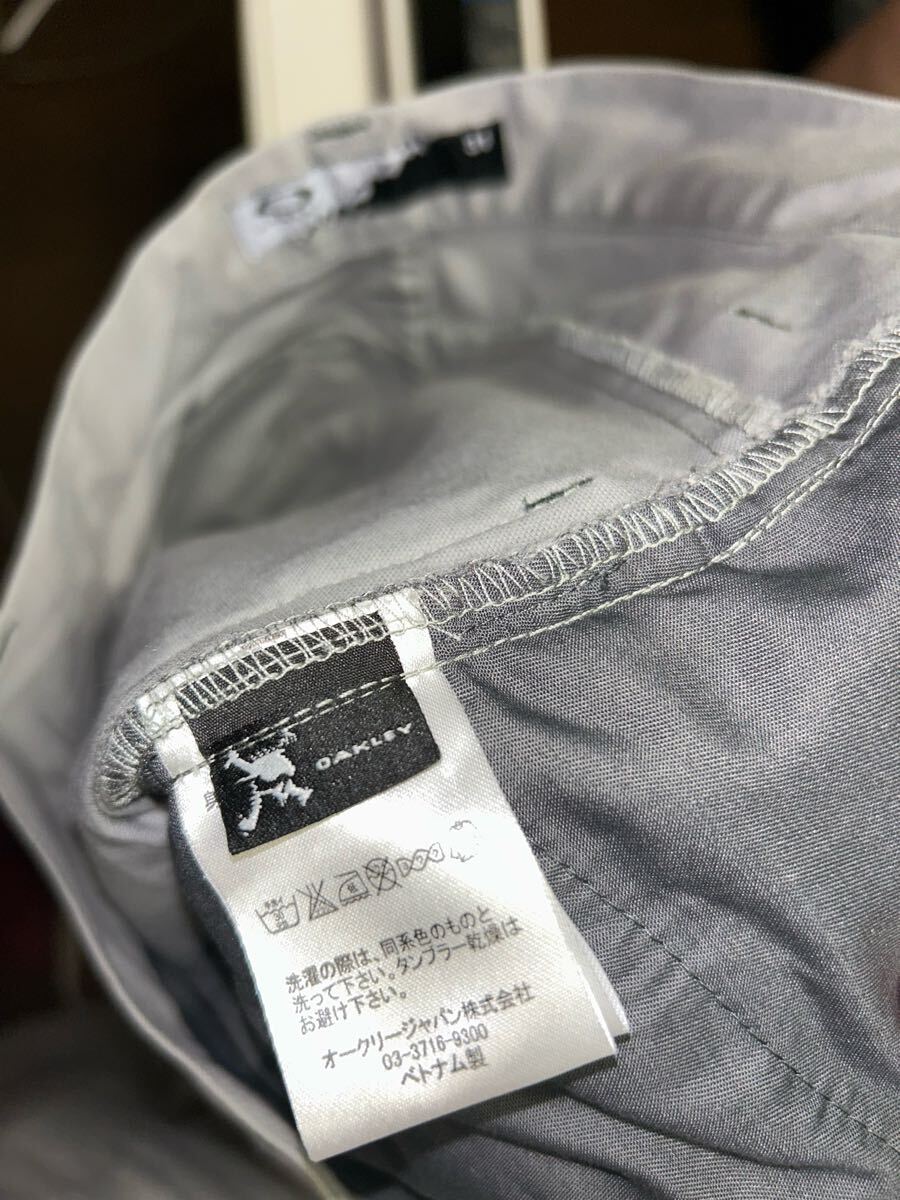 OAKLEY
洗濯の際は、同系色のものと
洗って下さい。タンブラー乾燥は
お避け下さい。
オークリージャパン株式会社
03-3716-9300
ベトナム製